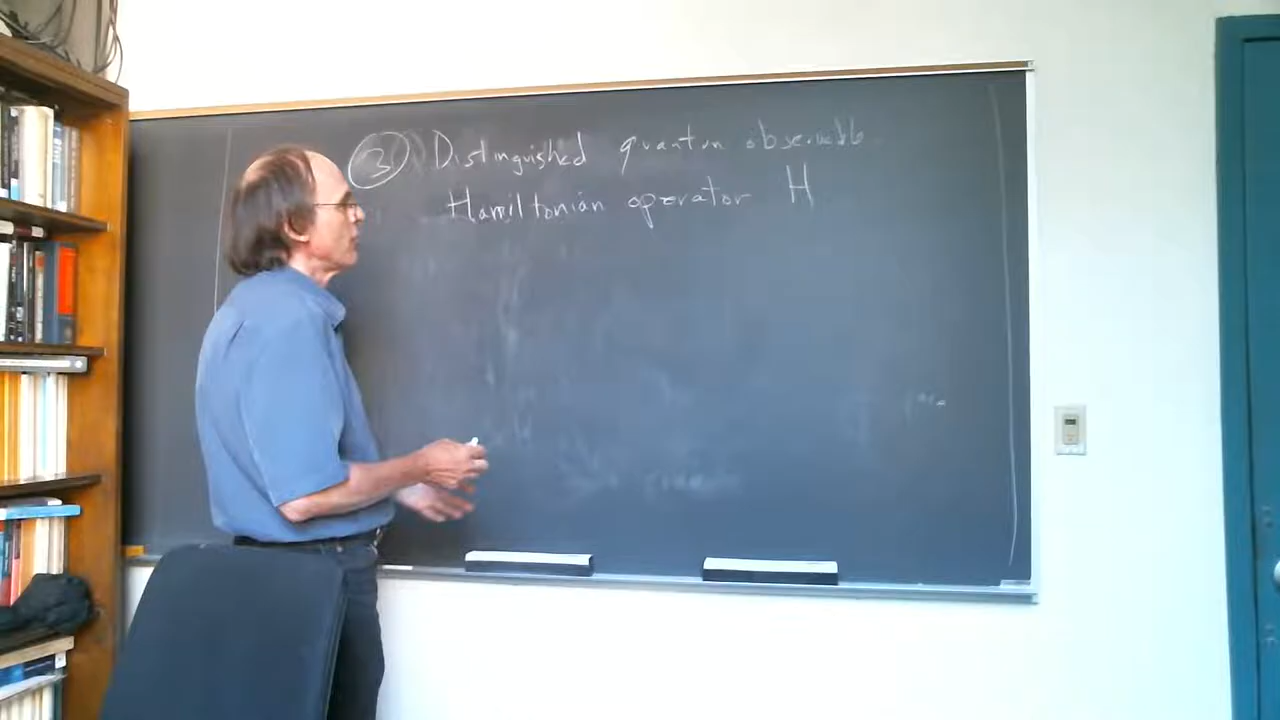 ③ Distinguished quantum observable
Hamiltonian operator H